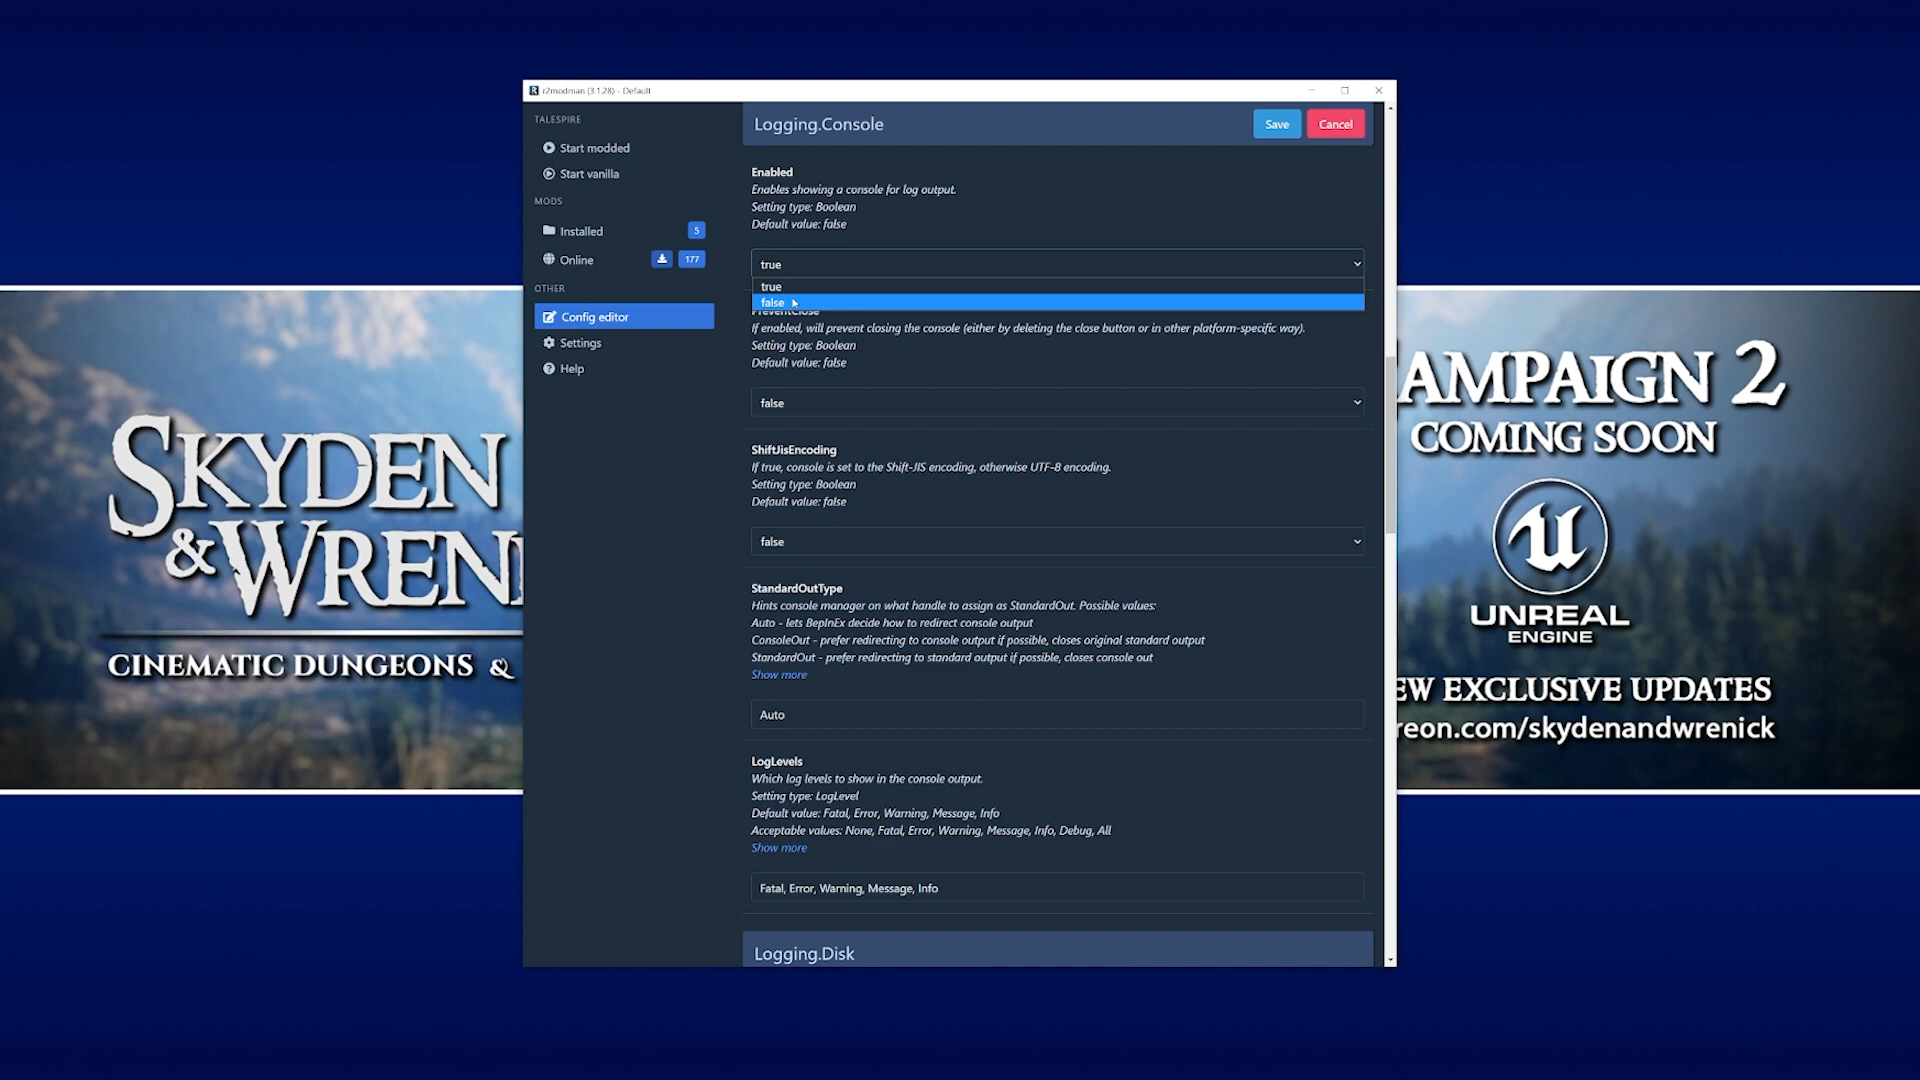 r2modman (3.1.28) - Default
TALESPIRE
Start modded
Start vanilla
MODS
Installed 5
Online 177
OTHER
Config editor
Settings
Help
Logging.Console
Save
Cancel
Enabled
Enables showing a console for log output.
Setting type: Boolean
Default value: false
true
true
false
PreventClose
If enabled, will prevent closing the console (either by deleting the close button or in other platform-specific way).
Setting type: Boolean
Default value: false
false
ShiftJisEncoding
If true, console is set to the Shift-JIS encoding, otherwise UTF-8 encoding.
Setting type: Boolean
Default value: false
false
StandardOutType
Hints console manager on what handle to assign as StandardOut. Possible values:
Auto - lets BepInEx decide how to redirect console output
ConsoleOut - prefer redirecting to console output if possible, closes original standard output
StandardOut - prefer redirecting to standard output if possible, closes console out
Show more
Auto
LogLevels
Which log levels to show in the console output.
Setting type: LogLevel
Default value: Fatal, Error, Warning, Message, Info
Acceptable values: None, Fatal, Error, Warning, Message, Info, Debug, All
Show more
Fatal, Error, Warning, Message, Info
Logging.Disk
SKYDEN
&WREN
CINEMATIC DUNGEONS &
AMPAIGN 2
COMING SOON
UNREAL
ENGINE
EW EXCLUSIVE UPDATES
reon.com/skydenandwrenick